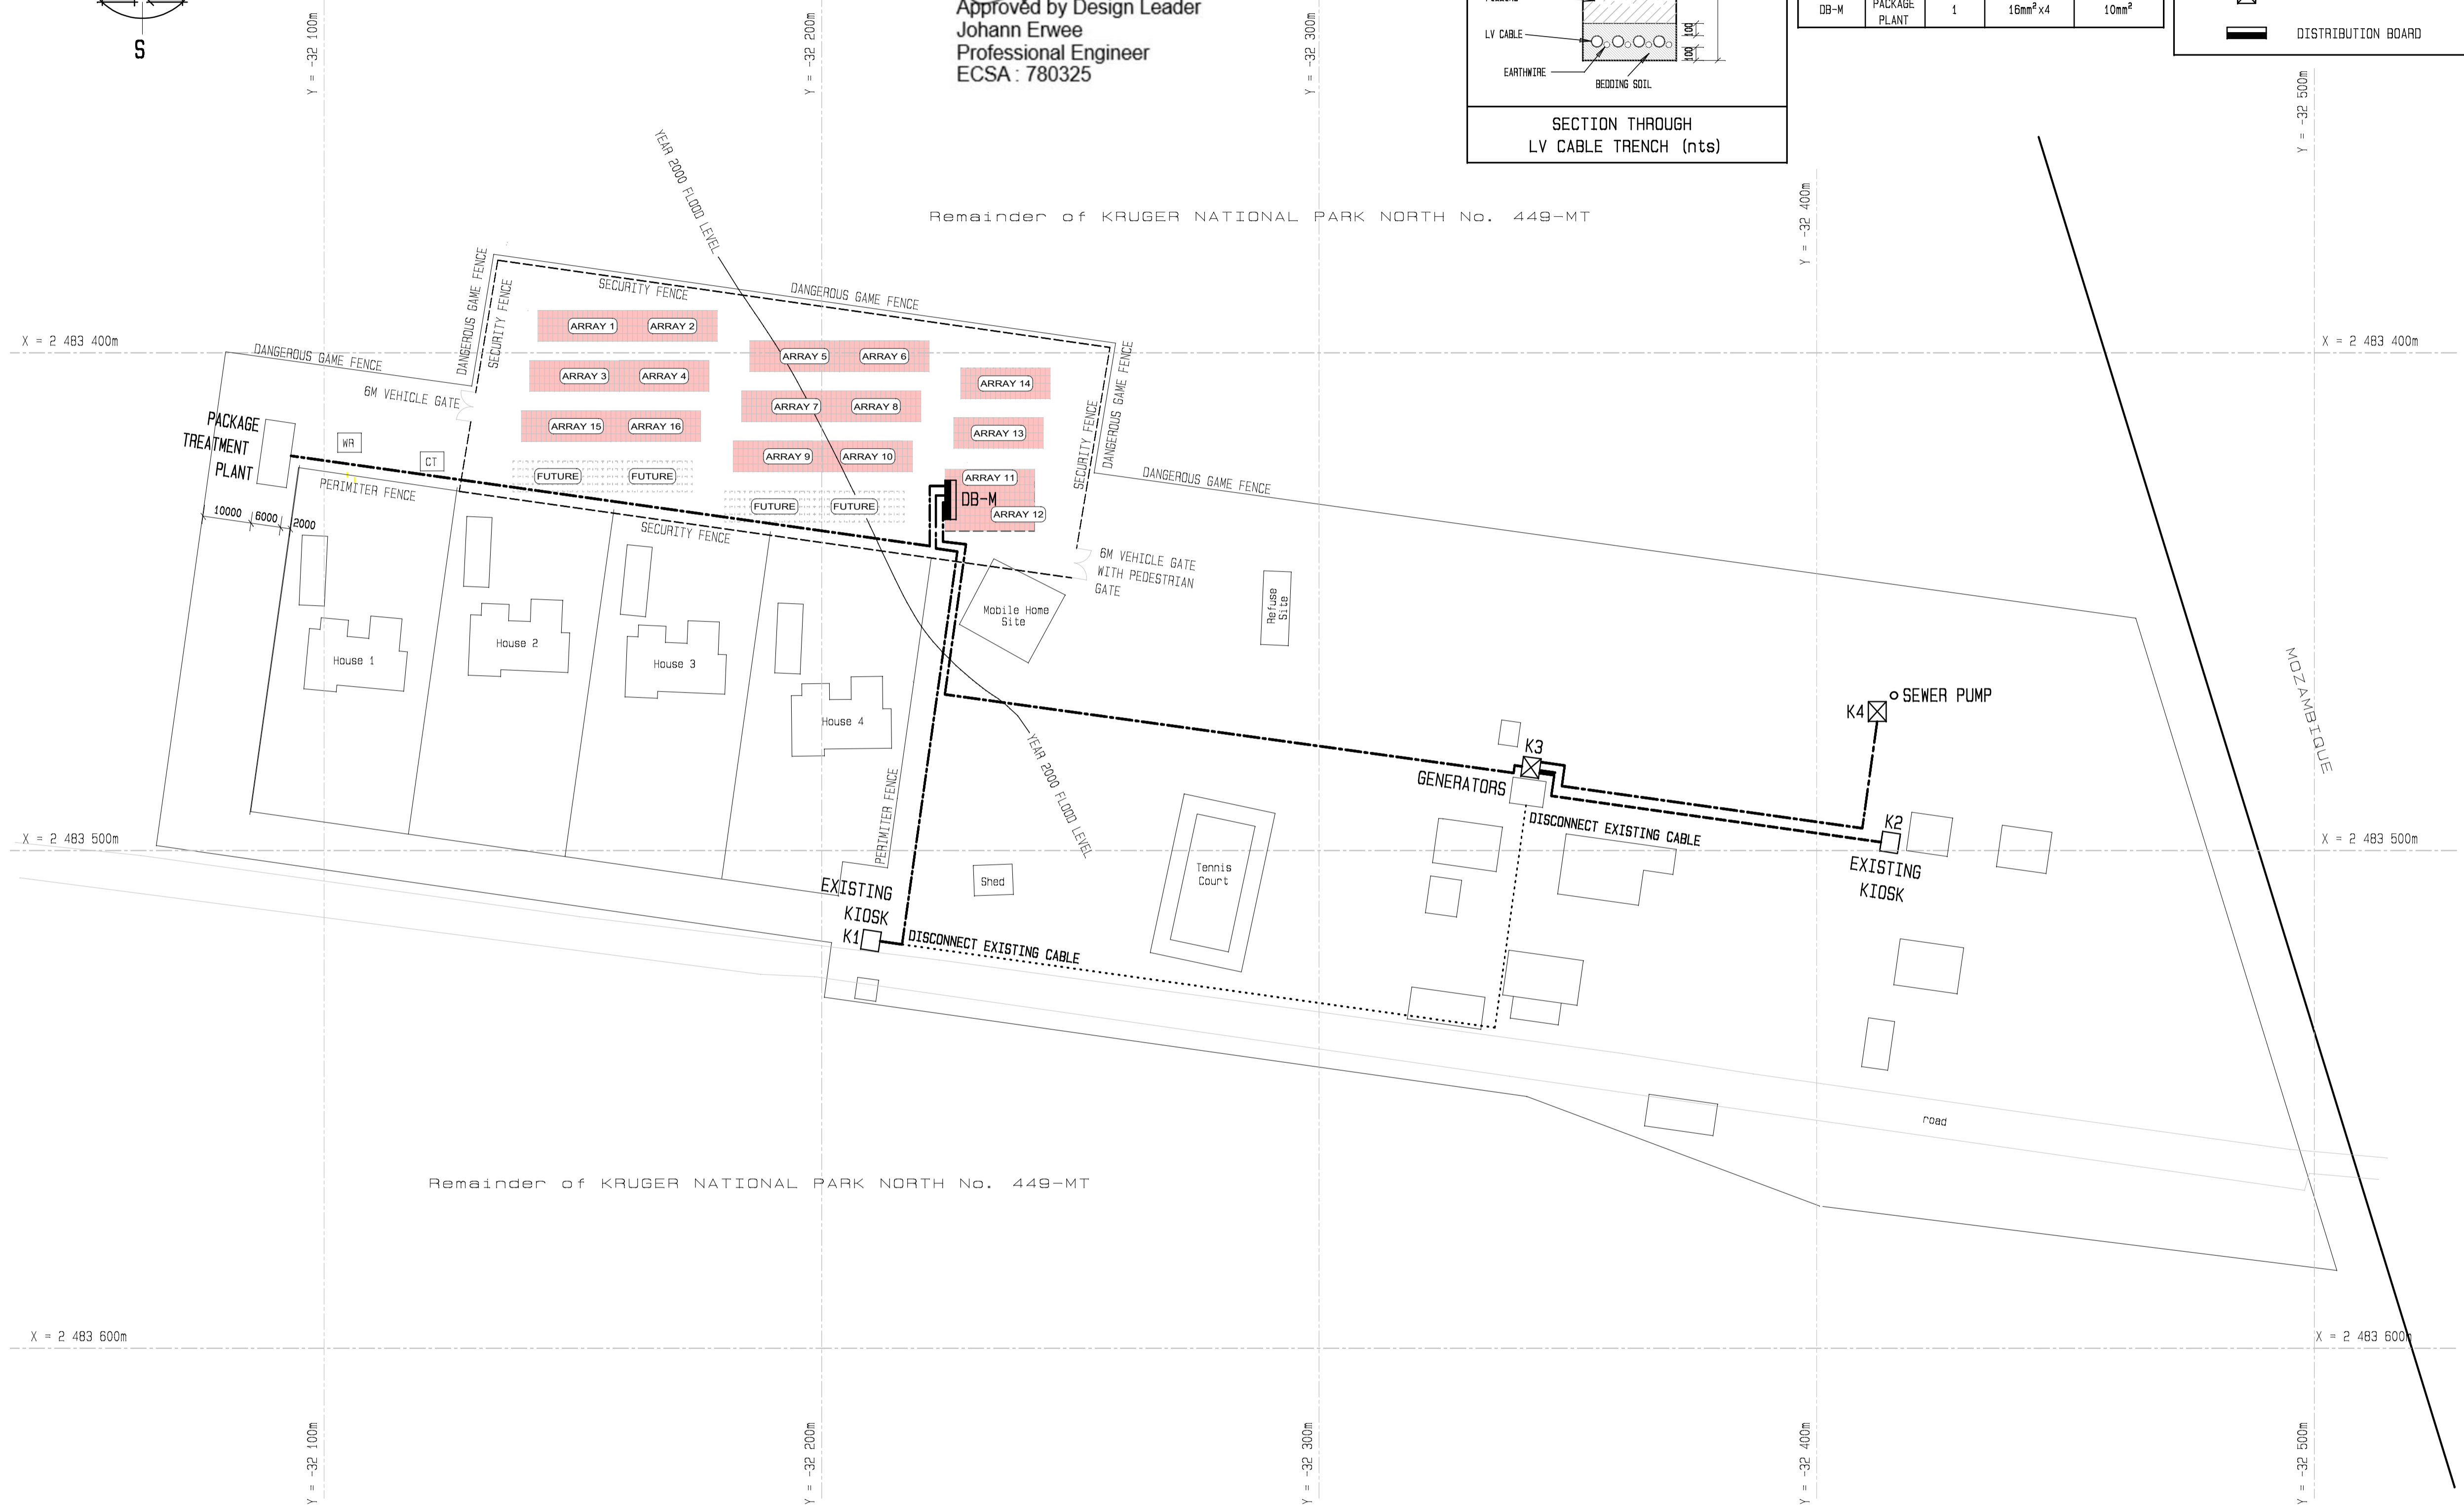 S
Approved by Design Leader
Johann Erwee
Professional Engineer
ECSA : 780325
LV CABLE
EARTHWIRE
BEDDING SOIL
100
100
SECTION THROUGH
LV CABLE TRENCH (nts)
DB-M
PACKAGE
PLANT
1
16mm²x4
10mm²
DISTRIBUTION BOARD
Y = -32 100m
Y = -32 200m
Y = -32 300m
Y = -32 400m
Y = -32 500m
YEAR 2000 FLOOD LEVEL
Remainder of KRUGER NATIONAL PARK NORTH No. 449-MT
X = 2 483 400m
X = 2 483 400m
DANGEROUS GAME FENCE
DANGEROUS GAME FENCE
SECURITY FENCE
SECURITY FENCE
DANGEROUS GAME FENCE
6M VEHICLE GATE
ARRAY 1
ARRAY 2
ARRAY 3
ARRAY 4
ARRAY 15
ARRAY 16
FUTURE
FUTURE
ARRAY 5
ARRAY 6
ARRAY 7
ARRAY 8
ARRAY 9
ARRAY 10
FUTURE
FUTURE
ARRAY 14
ARRAY 13
ARRAY 11
DB-M
ARRAY 12
SECURITY FENCE
DANGEROUS GAME FENCE
DANGEROUS GAME FENCE
PACKAGE
TREATMENT
PLANT
WR
CT
PERIMITER FENCE
10000
6000
2000
SECURITY FENCE
6M VEHICLE GATE
WITH PEDESTRIAN
GATE
Mobile Home
Site
Refuse
Site
House 1
House 2
House 3
House 4
PERIMITER FENCE
YEAR 2000 FLOOD LEVEL
MOZAMBIQUE
K4
SEWER PUMP
K3
GENERATORS
DISCONNECT EXISTING CABLE
K2
EXISTING
KIOSK
X = 2 483 500m
X = 2 483 500m
Shed
Tennis
Court
EXISTING
KIOSK
K1
DISCONNECT EXISTING CABLE
road
Remainder of KRUGER NATIONAL PARK NORTH No. 449-MT
X = 2 483 600m
X = 2 483 600m
Y = -32 100m
Y = -32 200m
Y = -32 300m
Y = -32 400m
Y = -32 500m